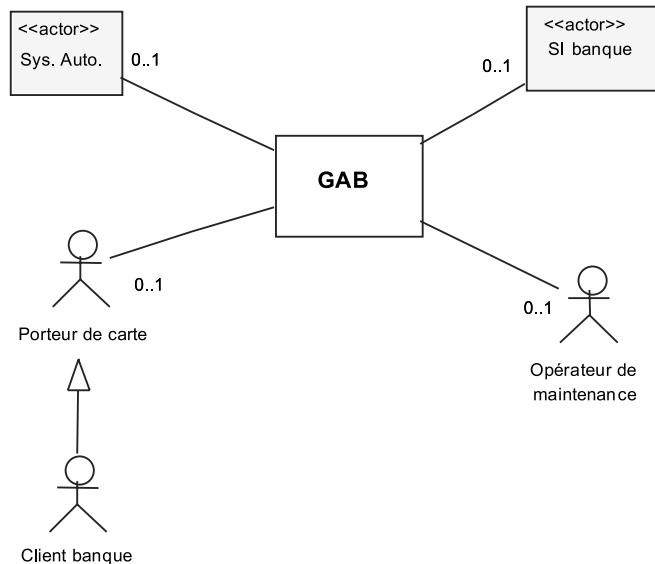 <<actor>>
Sys. Auto.
0..1
<<actor>>
SI banque
0..1
GAB
0..1
Porteur de carte
0..1
Opérateur de
maintenance
Client banque